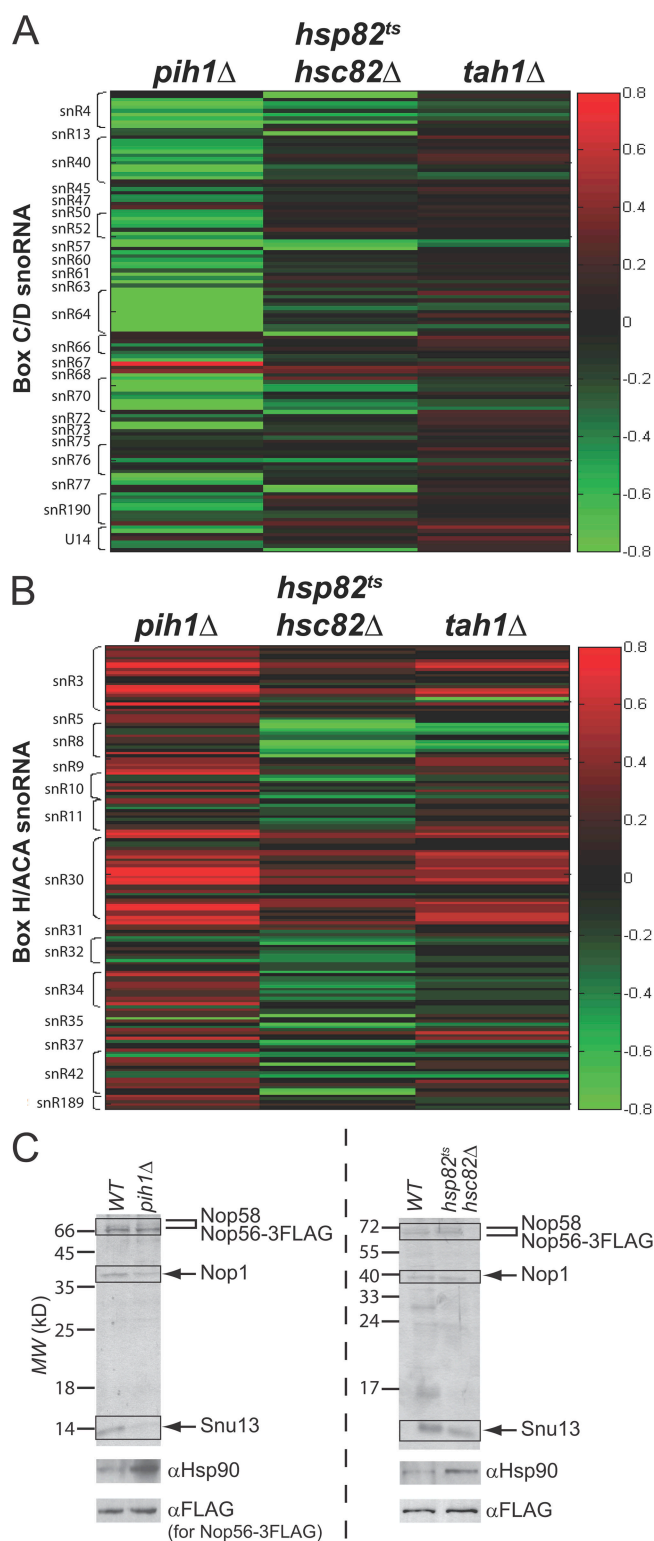 A
hsp82ts
pih1Δ hsc82Δ tah1Δ
Box C/D snoRNA
snR4
snR13
snR40
snR45
snR47
snR50
snR52
snR57
snR60
snR61
snR63
snR64
snR66
snR67
snR68
snR70
snR72
snR73
snR75
snR76
snR77
snR190
U14
0.8
0.6
0.4
0.2
0
-0.2
-0.4
-0.6
-0.8
B
hsp82ts
pih1Δ hsc82Δ tah1Δ
Box H/ACA snoRNA
snR3
snR5
snR8
snR9
snR10
snR11
snR30
snR31
snR32
snR34
snR35
snR37
snR42
snR189
0.8
0.6
0.4
0.2
0
-0.2
-0.4
-0.6
-0.8
C
WT
pih1Δ
MW (kD)
66
45
35
25
18
14
Nop58
Nop56-3FLAG
Nop1
Snu13
αHsp90
αFLAG
(for Nop56-3FLAG)
WT
hsp82ts
hsc82Δ
72
55
40
33
24
17
Nop58
Nop56-3FLAG
Nop1
Snu13
αHsp90
αFLAG